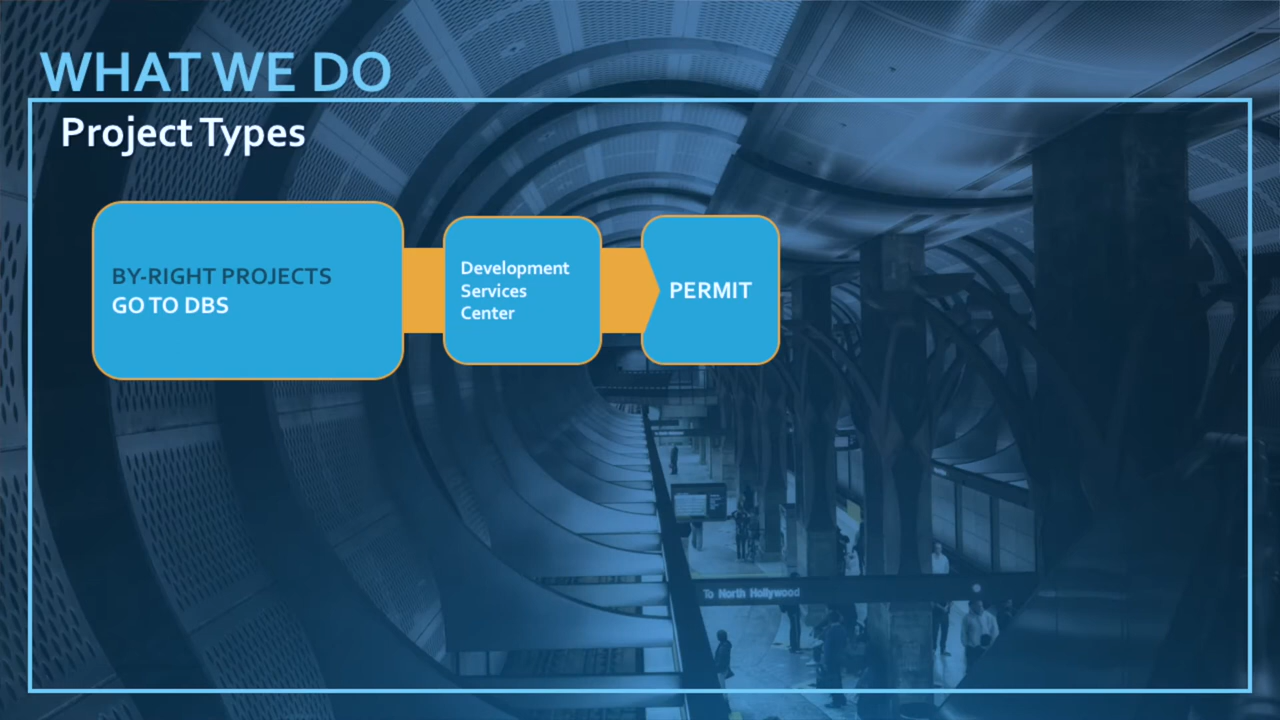 WHAT WE DO
Project Types
BY-RIGHT PROJECTS
GO TO DBS
Development
Services
Center
PERMIT
To North Hollywood